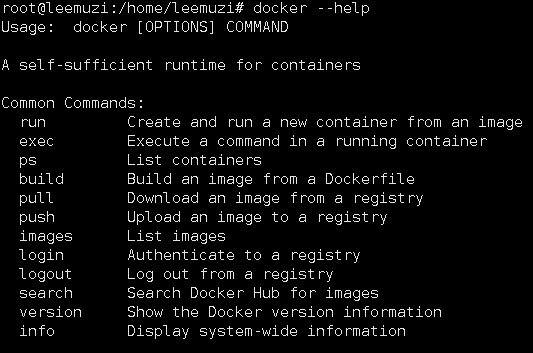 root@leemuzi:/home/leemuzi# docker --help
Usage:  docker [OPTIONS] COMMAND
A self-sufficient runtime for containers
Common Commands:
  run         Create and run a new container from an image
  exec        Execute a command in a running container
  ps          List containers
  build       Build an image from a Dockerfile
  pull        Download an image from a registry
  push        Upload an image to a registry
  images      List images
  login       Authenticate to a registry
  logout      Log out from a registry
  search      Search Docker Hub for images
  version     Show the Docker version information
  info        Display system-wide information